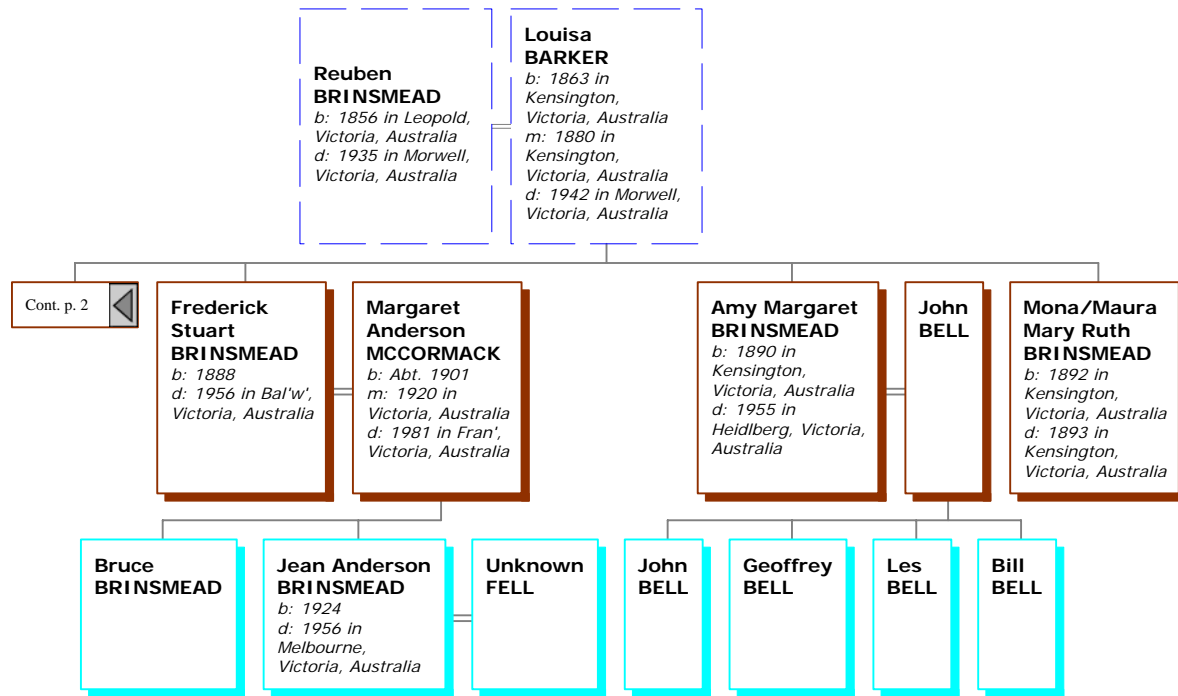 Reuben
BRINSMEAD
b: 1856 in Leopold,
Victoria, Australia
d: 1935 in Morwell,
Victoria, Australia
Louisa
BARKER
b: 1863 in
Kensington,
Victoria, Australia
m: 1880 in
Kensington,
Victoria, Australia
d: 1942 in Morwell,
Victoria, Australia
Cont. p. 2
Frederick
Stuart
BRINSMEAD
b: 1888
d: 1956 in Bal'w',
Victoria, Australia
Margaret
Anderson
MCCORMACK
b: Abt. 1901
m: 1920 in
Victoria, Australia
d: 1981 in Fran',
Victoria, Australia
Amy Margaret
BRINSMEAD
b: 1890 in
Kensington,
Victoria, Australia
d: 1955 in
Heidlberg, Victoria,
Australia
John
BELL
Mona/Maura
Mary Ruth
BRINSMEAD
b: 1892 in
Kensington,
Victoria, Australia
d: 1893 in
Kensington,
Victoria, Australia
Bruce
BRINSMEAD
Jean Anderson
BRINSMEAD
b: 1924
d: 1956 in
Melbourne,
Victoria, Australia
Unknown
FELL
John
BELL
Geoffrey
BELL
Les
BELL
Bill
BELL